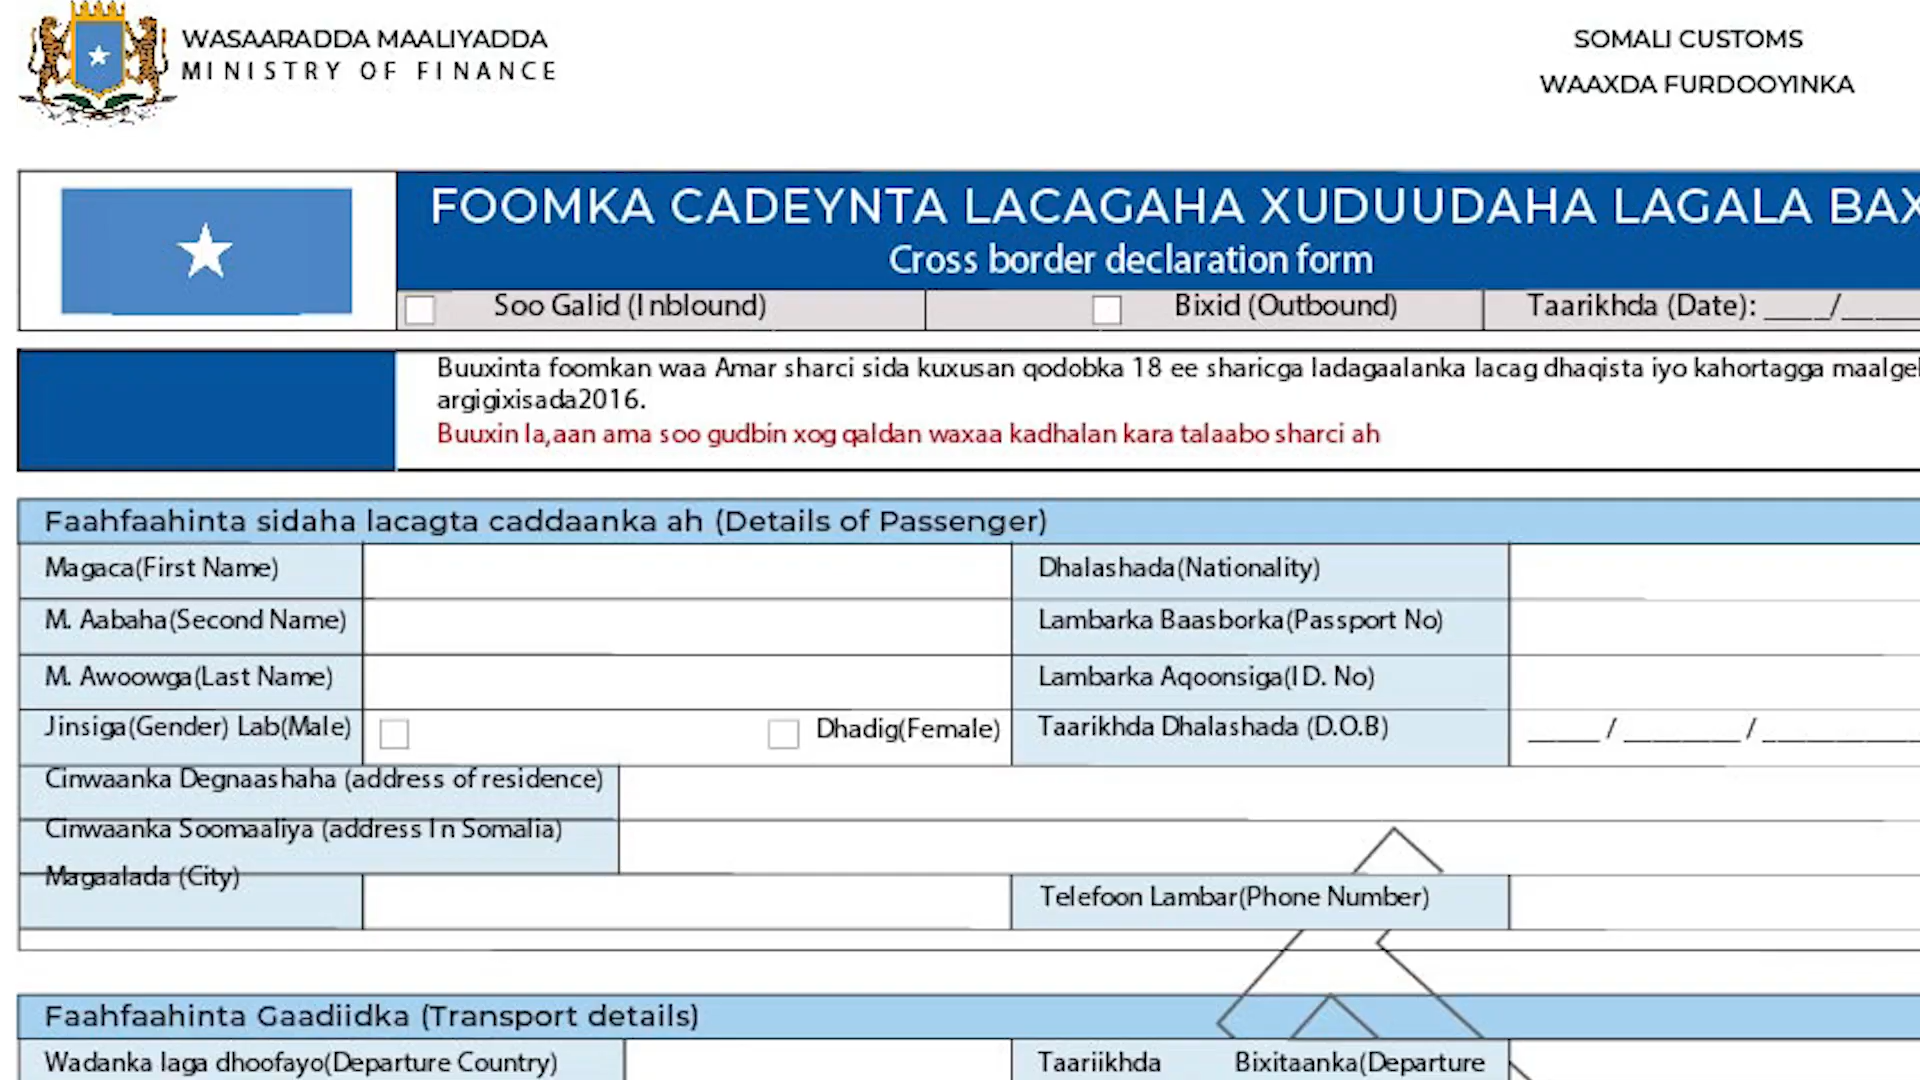 WASAARADDA MAALIYADDA
MINISTRY OF FINANCE
SOMALI CUSTOMS
WAAXDA FURDOOYINKA
FOOMKA CADEYNTA LACAGAHA XUDUUDAHA LAGALA BAX
Cross border declaration form
Soo Galid (Inblound)
Bixid (Outbound)
Taarikhda (Date): ____/____
Buuxinta foomkan waa Amar sharci sida kuxusan qodobka 18 ee sharicga ladagaalanka lacag dhaqista iyo kahortagga maalgel
argigixisada2016.
Buuxin la,aan ama soo gudbin xog qaldan waxaa kadhalan kara talaabo sharci ah
Faahfaahinta sidaha lacagta caddaanka ah (Details of Passenger)
Magaca(First Name)
Dhalashada(Nationality)
M. Aabaha(Second Name)
Lambarka Baasborka(Passport No)
M. Awoowga(Last Name)
Lambarka Aqoonsiga(ID. No)
Jinsiga(Gender) Lab(Male)
Dhadig(Female)
Taarikhda Dhalashada (D.O.B)
____ / ______ / ________
Cinwaanka Degnaashaha (address of residence)
Cinwaanka Soomaaliya (address In Somalia)
Magaalada (City)
Telefoon Lambar(Phone Number)
Faahfaahinta Gaadiidka (Transport details)
Wadanka laga dhoofayo(Departure Country)
Taariikhda Bixitaanka(Departure